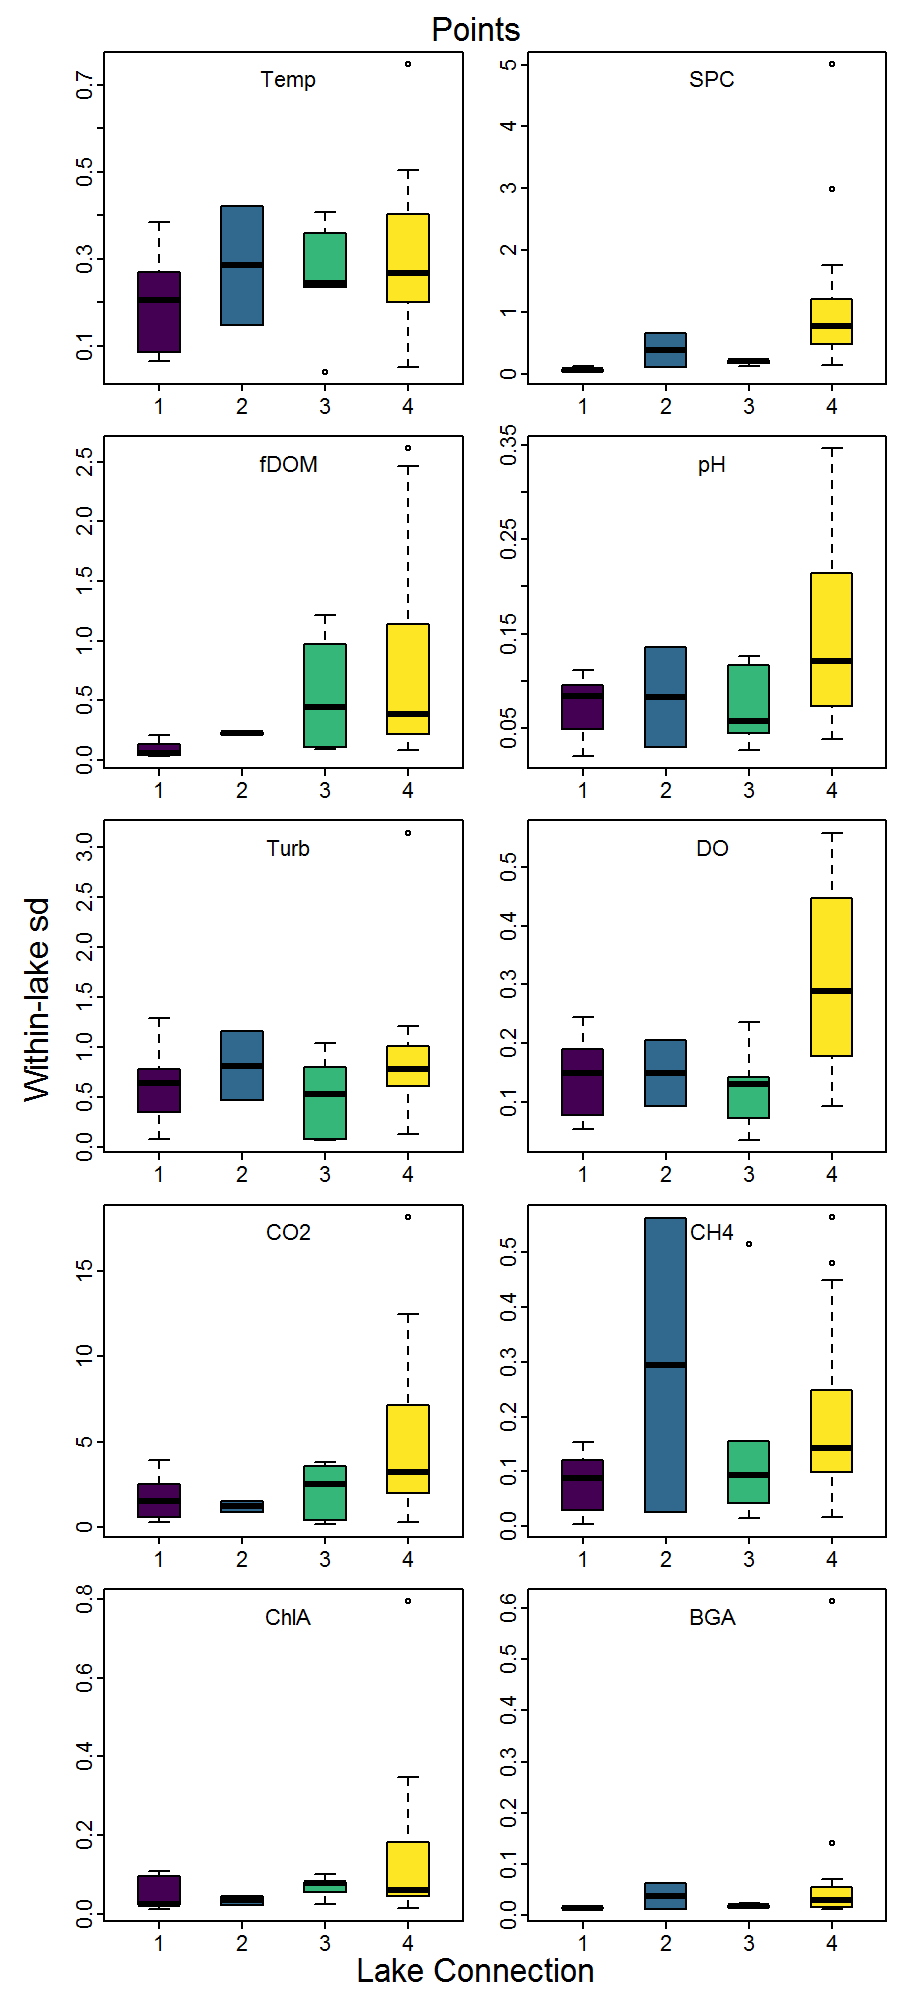 Points
Temp
0.1 0.3 0.5 0.7
1 2 3 4
SPC
0 1 2 3 4 5
1 2 3 4
fDOM
0.0 0.5 1.0 1.5 2.0 2.5
1 2 3 4
pH
0.05 0.15 0.25 0.35
1 2 3 4
Within-lake sd
Turb
0.0 0.5 1.0 1.5 2.0 2.5 3.0
1 2 3 4
DO
0.1 0.2 0.3 0.4 0.5
1 2 3 4
CO2
0 5 10 15
1 2 3 4
CH4
0.0 0.1 0.2 0.3 0.4 0.5
1 2 3 4
ChlA
0.0 0.2 0.4 0.6 0.8
1 2 3 4
BGA
0.0 0.1 0.2 0.3 0.4 0.5 0.6
1 2 3 4
Lake Connection